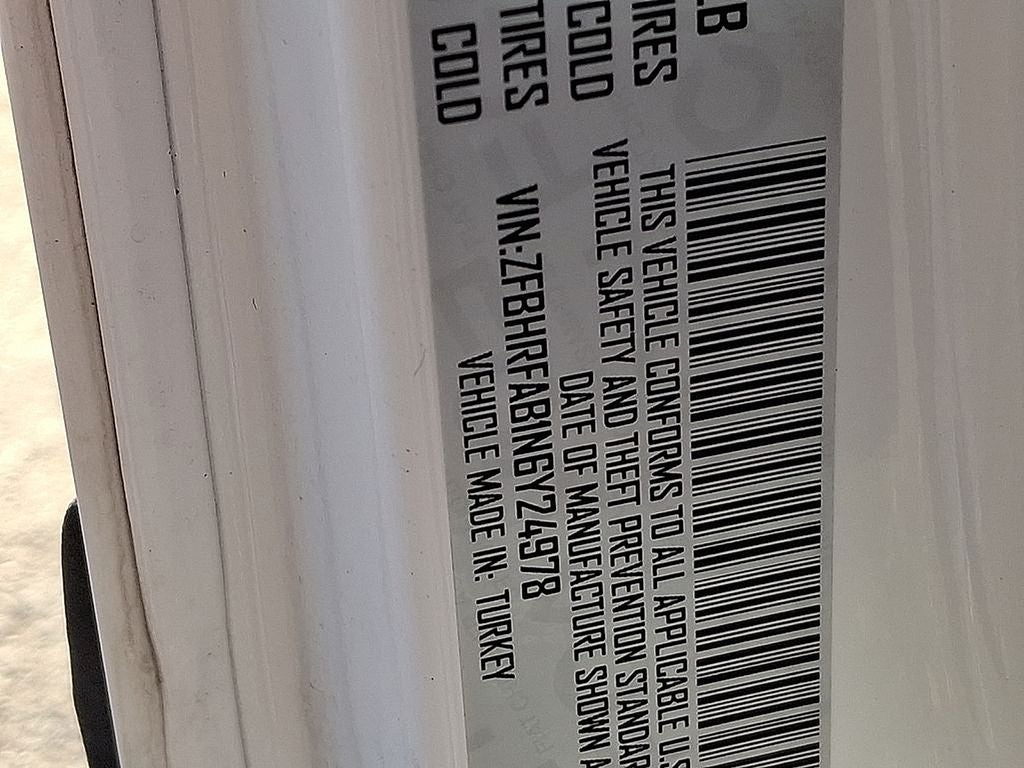 LB
IRES
COLD
TIRES
COLD
THIS VEHICLE CONFORMS TO ALL APPLICABLE U.S
VEHICLE SAFETY AND THEFT PREVENTION STANDAR
DATE OF MANUFACTURE SHOWN A
VIN:ZFBHRFAB1N6Y24978
VEHICLE MADE IN: TURKEY